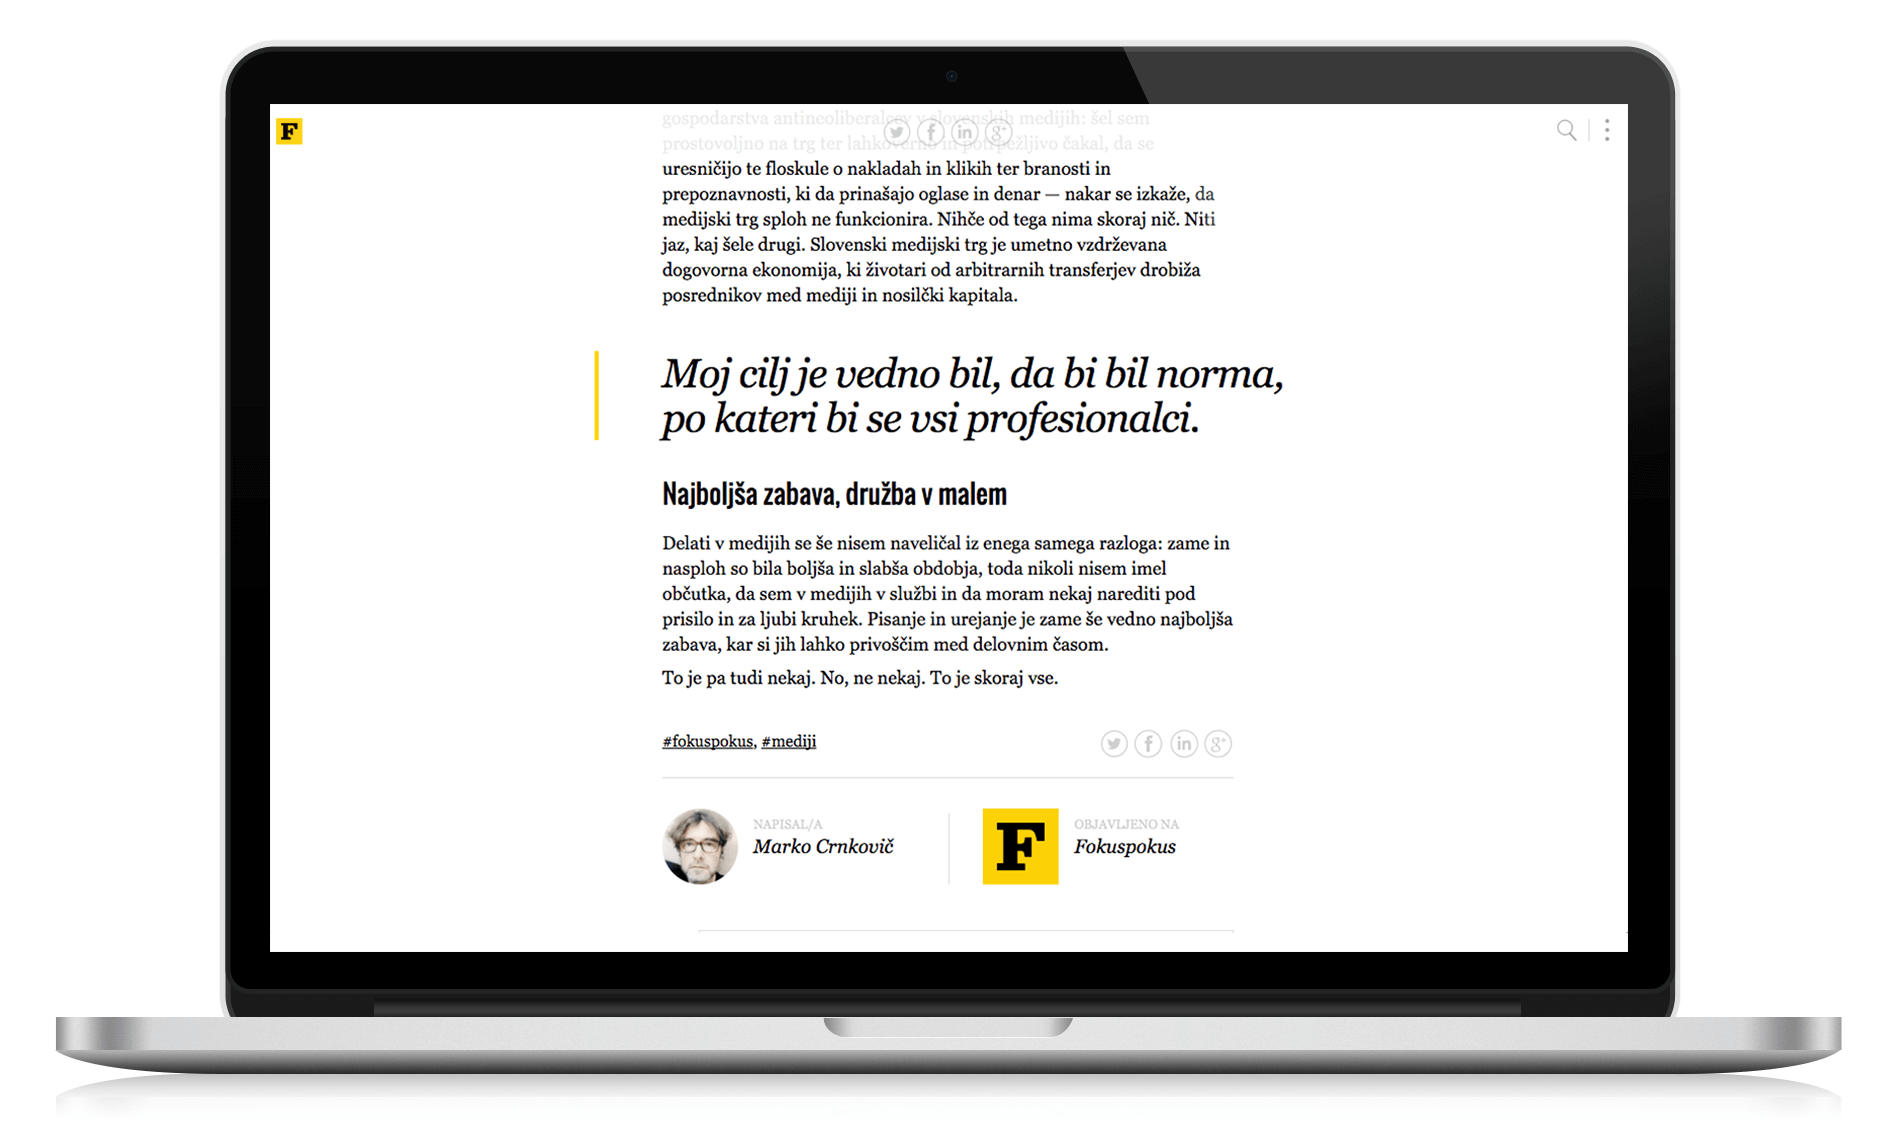 F
gospodarstva antineoliberalcev v slovenskih medijih: šel sem
prostovoljno na trg ter lahkoverno in potrpežljivo čakal, da se
uresničijo te floskule o nakladah in klikih ter branosti in
prepoznavnosti, ki da prinašajo oglase in denar — nakar se izkaže, da
medijski trg sploh ne funkcionira. Nihče od tega nima skoraj nič. Niti
jaz, kaj šele drugi. Slovenski medijski trg je umetno vzdrževana
dogovorna ekonomija, ki životari od arbitrarnih transferjev drobiža
posrednikov med mediji in nosilčki kapitala.
Moj cilj je vedno bil, da bi bil norma,
po kateri bi se vsi profesionalci.
Najboljša zabava, družba v malem
Delati v medijih se še nisem naveličal iz enega samega razloga: zame in
nasploh so bila boljša in slabša obdobja, toda nikoli nisem imel
občutka, da sem v medijih v službi in da moram nekaj narediti pod
prisilo in za ljubi kruhek. Pisanje in urejanje je zame še vedno najboljša
zabava, kar si jih lahko privoščim med delovnim časom.
To je pa tudi nekaj. No, ne nekaj. To je skoraj vse.
#fokuspokus, #mediji
NAPISAL/A
Marko Crnkovič
F
OBJAVLJENO NA
Fokuspokus